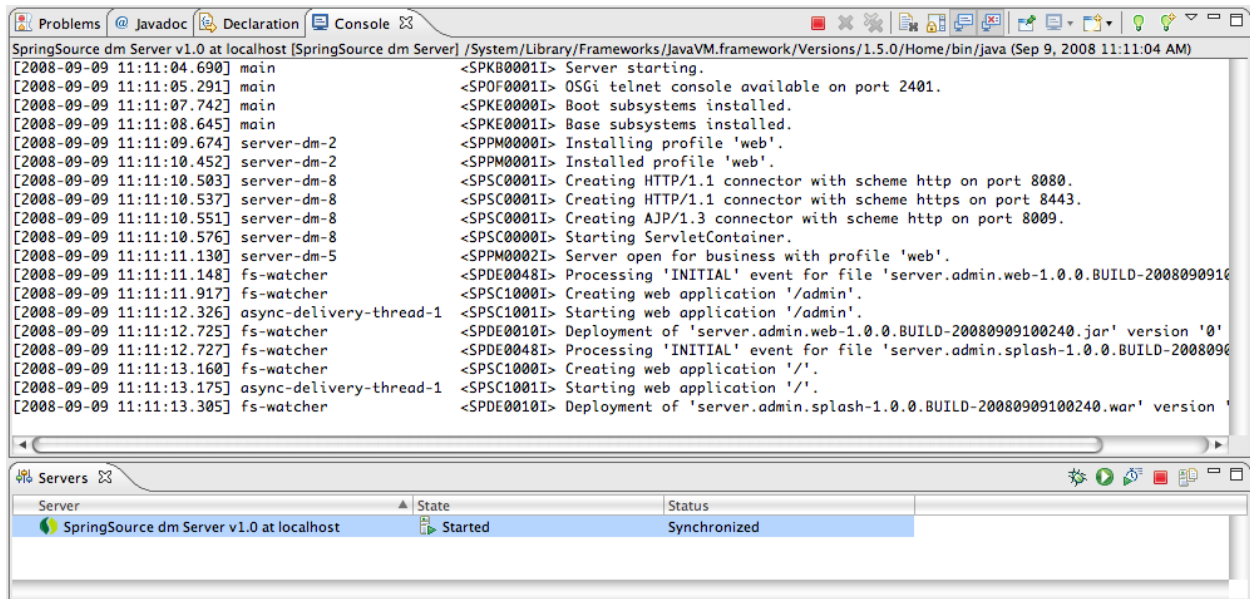 Problems @ Javadoc Declaration Console
SpringSource dm Server v1.0 at localhost [SpringSource dm Server] /System/Library/Frameworks/JavaVM.framework/Versions/1.5.0/Home/bin/java (Sep 9, 2008 11:11:04 AM)
[2008-09-09 11:11:04.690] main <SPKB0001I> Server starting.
[2008-09-09 11:11:05.291] main <SPOF0001I> OSGi telnet console available on port 2401.
[2008-09-09 11:11:07.742] main <SPKE0000I> Boot subsystems installed.
[2008-09-09 11:11:08.645] main <SPKE0001I> Base subsystems installed.
[2008-09-09 11:11:09.674] server-dm-2 <SPPM0000I> Installing profile 'web'.
[2008-09-09 11:11:10.452] server-dm-2 <SPPM0001I> Installed profile 'web'.
[2008-09-09 11:11:10.503] server-dm-8 <SPSC0001I> Creating HTTP/1.1 connector with scheme http on port 8080.
[2008-09-09 11:11:10.537] server-dm-8 <SPSC0001I> Creating HTTP/1.1 connector with scheme https on port 8443.
[2008-09-09 11:11:10.551] server-dm-8 <SPSC0001I> Creating AJP/1.3 connector with scheme http on port 8009.
[2008-09-09 11:11:10.576] server-dm-8 <SPSC0000I> Starting ServletContainer.
[2008-09-09 11:11:11.130] server-dm-5 <SPPM0002I> Server open for business with profile 'web'.
[2008-09-09 11:11:11.148] fs-watcher <SPDE0048I> Processing 'INITIAL' event for file 'server.admin.web-1.0.0.BUILD-2008090910
[2008-09-09 11:11:11.917] fs-watcher <SPSC1000I> Creating web application '/admin'.
[2008-09-09 11:11:12.326] async-delivery-thread-1 <SPSC1001I> Starting web application '/admin'.
[2008-09-09 11:11:12.725] fs-watcher <SPDE0010I> Deployment of 'server.admin.web-1.0.0.BUILD-20080909100240.jar' version '0'
[2008-09-09 11:11:12.727] fs-watcher <SPDE0048I> Processing 'INITIAL' event for file 'server.admin.splash-1.0.0.BUILD-2008090
[2008-09-09 11:11:13.160] fs-watcher <SPSC1000I> Creating web application '/'.
[2008-09-09 11:11:13.175] async-delivery-thread-1 <SPSC1001I> Starting web application '/'.
[2008-09-09 11:11:13.305] fs-watcher <SPDE0010I> Deployment of 'server.admin.splash-1.0.0.BUILD-20080909100240.war' version '
Servers
Server State Status
SpringSource dm Server v1.0 at localhost Started Synchronized